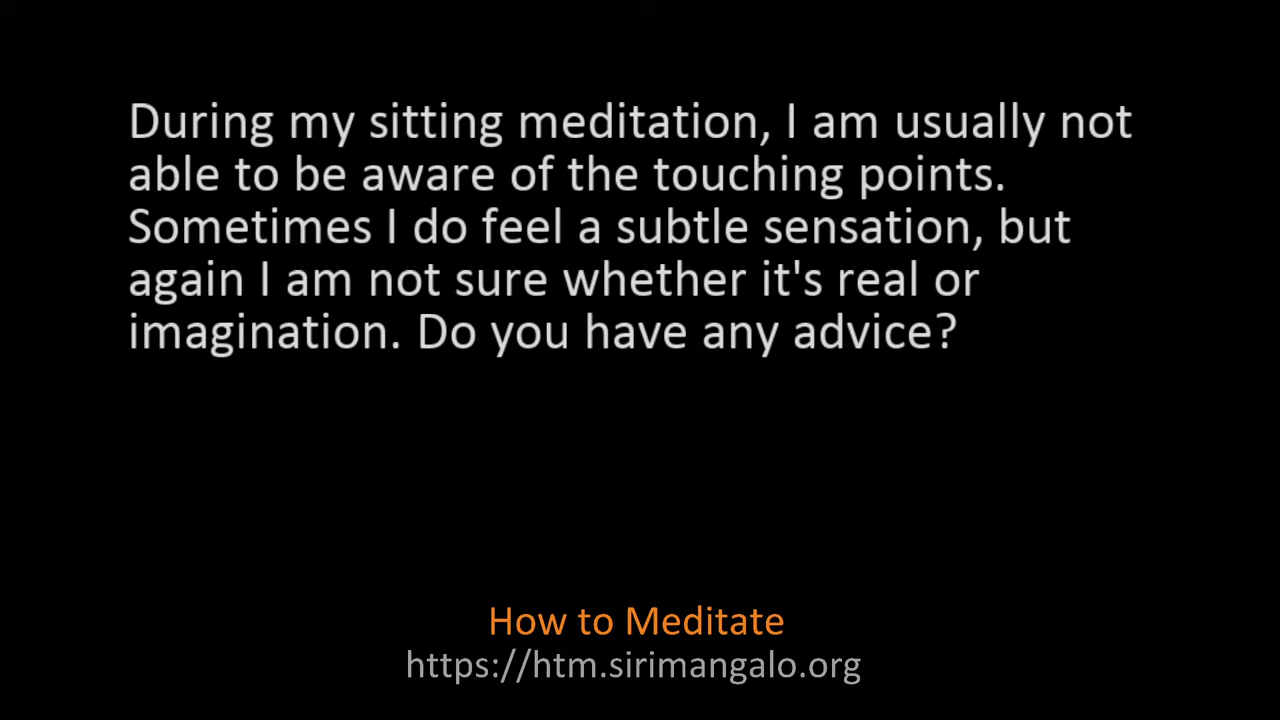 During my sitting meditation, I am usually not
able to be aware of the touching points.
Sometimes I do feel a subtle sensation, but
again I am not sure whether it's real or
imagination. Do you have any advice?
How to Meditate
https://htm.sirimangalo.org